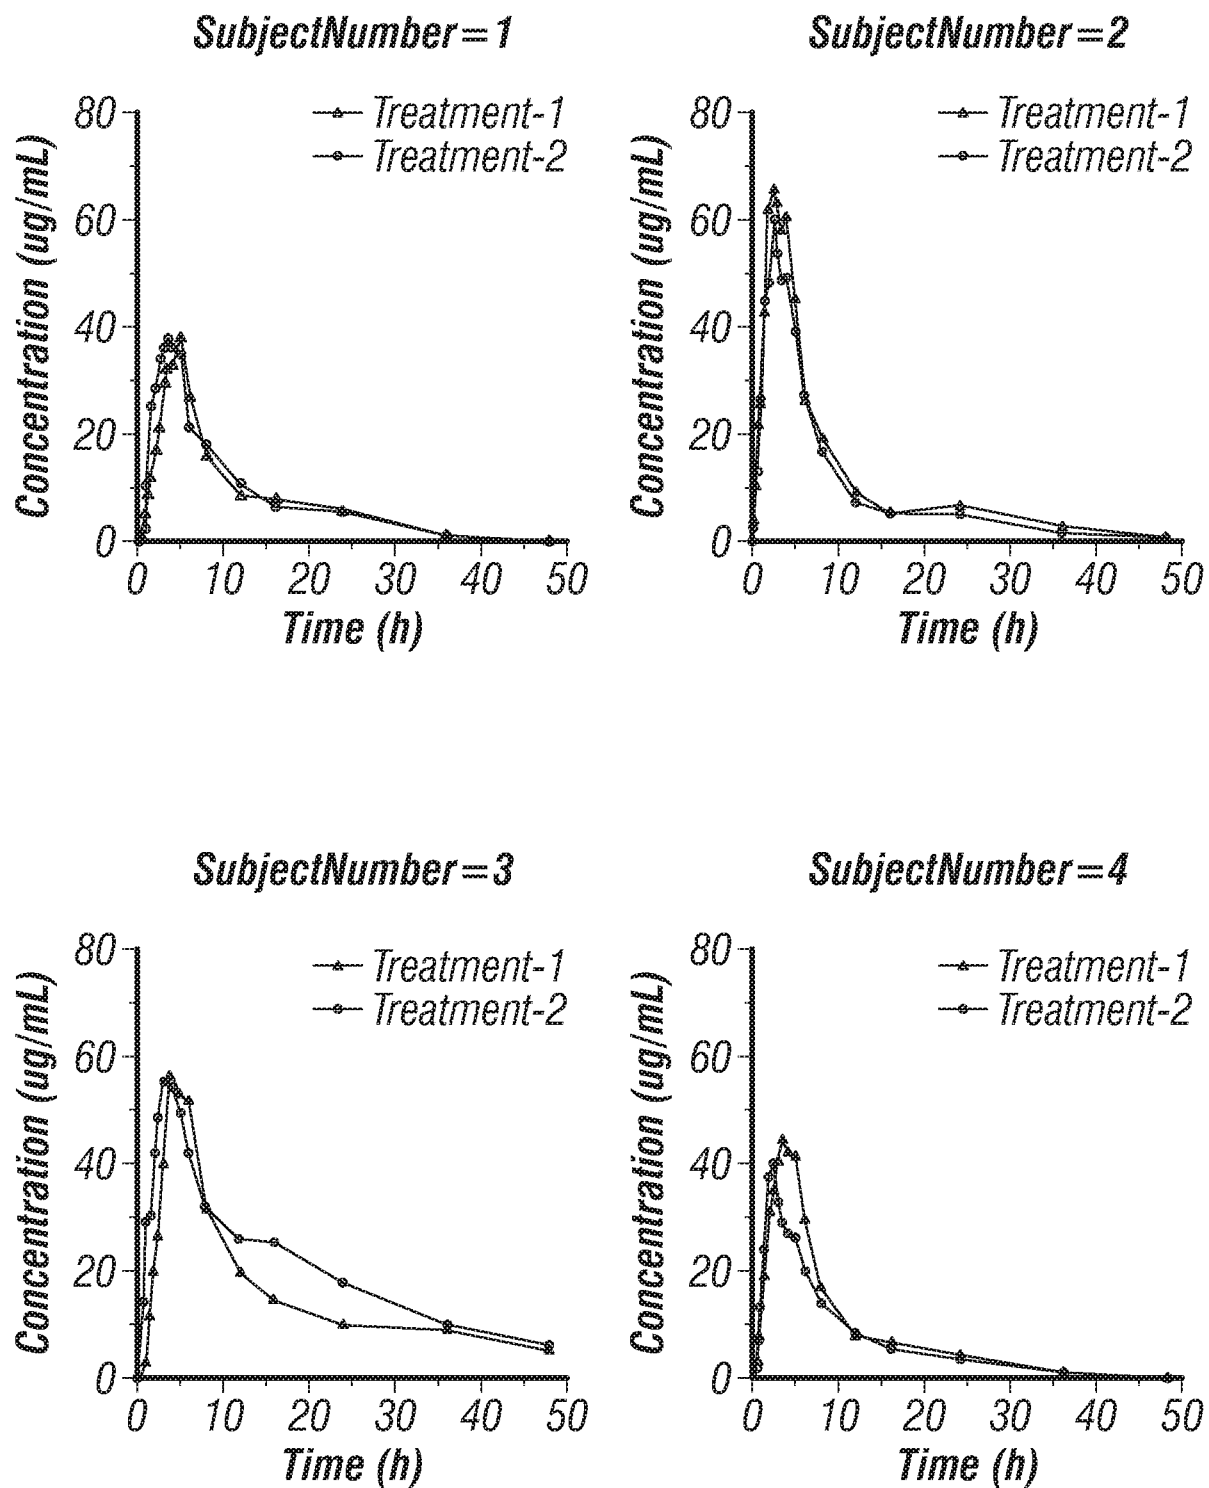 SubjectNumber=1
Treatment-1
Treatment-2
Concentration (ug/mL)
80
60
40
20
0
0 10 20 30 40 50
Time (h)
SubjectNumber=2
Treatment-1
Treatment-2
Concentration (ug/mL)
80
60
40
20
0
0 10 20 30 40 50
Time (h)
SubjectNumber=3
Treatment-1
Treatment-2
Concentration (ug/mL)
80
60
40
20
0
0 10 20 30 40 50
Time (h)
SubjectNumber=4
Treatment-1
Treatment-2
Concentration (ug/mL)
80
60
40
20
0
0 10 20 30 40 50
Time (h)